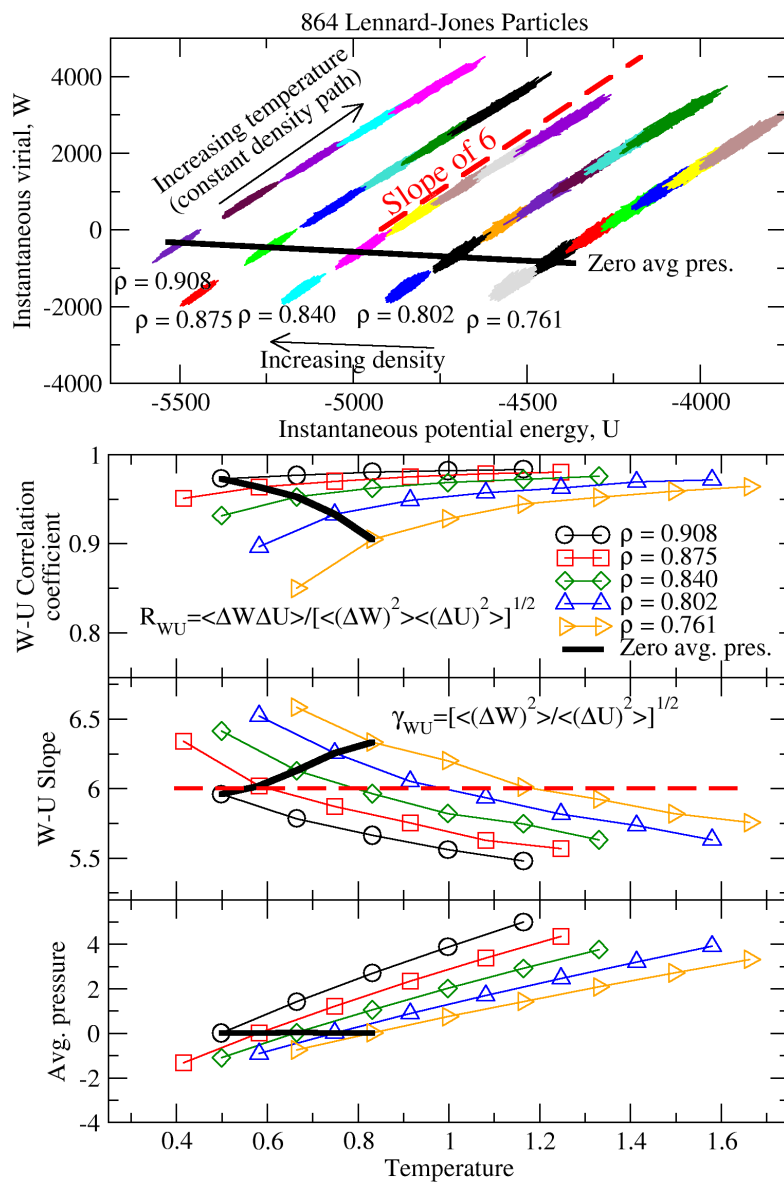 864 Lennard-Jones Particles
Instantaneous virial, W
4000
2000
0
-2000
-4000
Increasing temperature
(constant density path)
Slope of 6
Zero avg pres.
ρ = 0.908
ρ = 0.875
ρ = 0.840
ρ = 0.802
ρ = 0.761
Increasing density
-5500
-5000
-4500
-4000
Instantaneous potential energy, U
W-U Correlation
coefficient
1
0.9
0.8
R_WU=<ΔWΔU>/[<(ΔW)²><(ΔU)²>]^1/2
ρ = 0.908
ρ = 0.875
ρ = 0.840
ρ = 0.802
ρ = 0.761
Zero avg. pres.
W-U Slope
6.5
6
5.5
γ_WU=[<(ΔW)²>/<(ΔU)²>]^1/2
Avg. pressure
4
2
0
-2
-4
0.4
0.6
0.8
1
1.2
1.4
1.6
Temperature